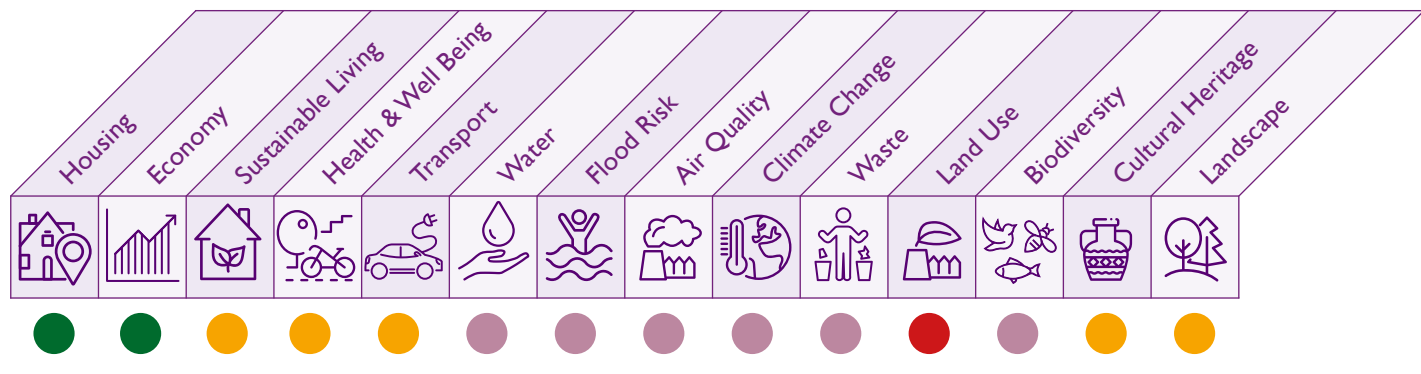 Housing
Economy
Sustainable Living
Health & Well Being
Transport
Water
Flood Risk
Air Quality
Climate Change
Waste
Land Use
Biodiversity
Cultural Heritage
Landscape